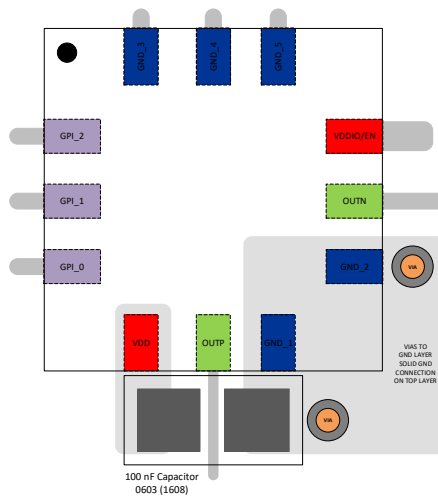 GND_3
GND_4
GND_5
GPI_2
VDDIO/EN
GPI_1
OUTN
GPI_0
GND_2
VIA
VDD
OUTP
GND_1
VIAS TO
GND LAYER
SOLID GND
CONNECTION
ON TOP LAYER
VIA
100 nF Capacitor
0603 (1608)